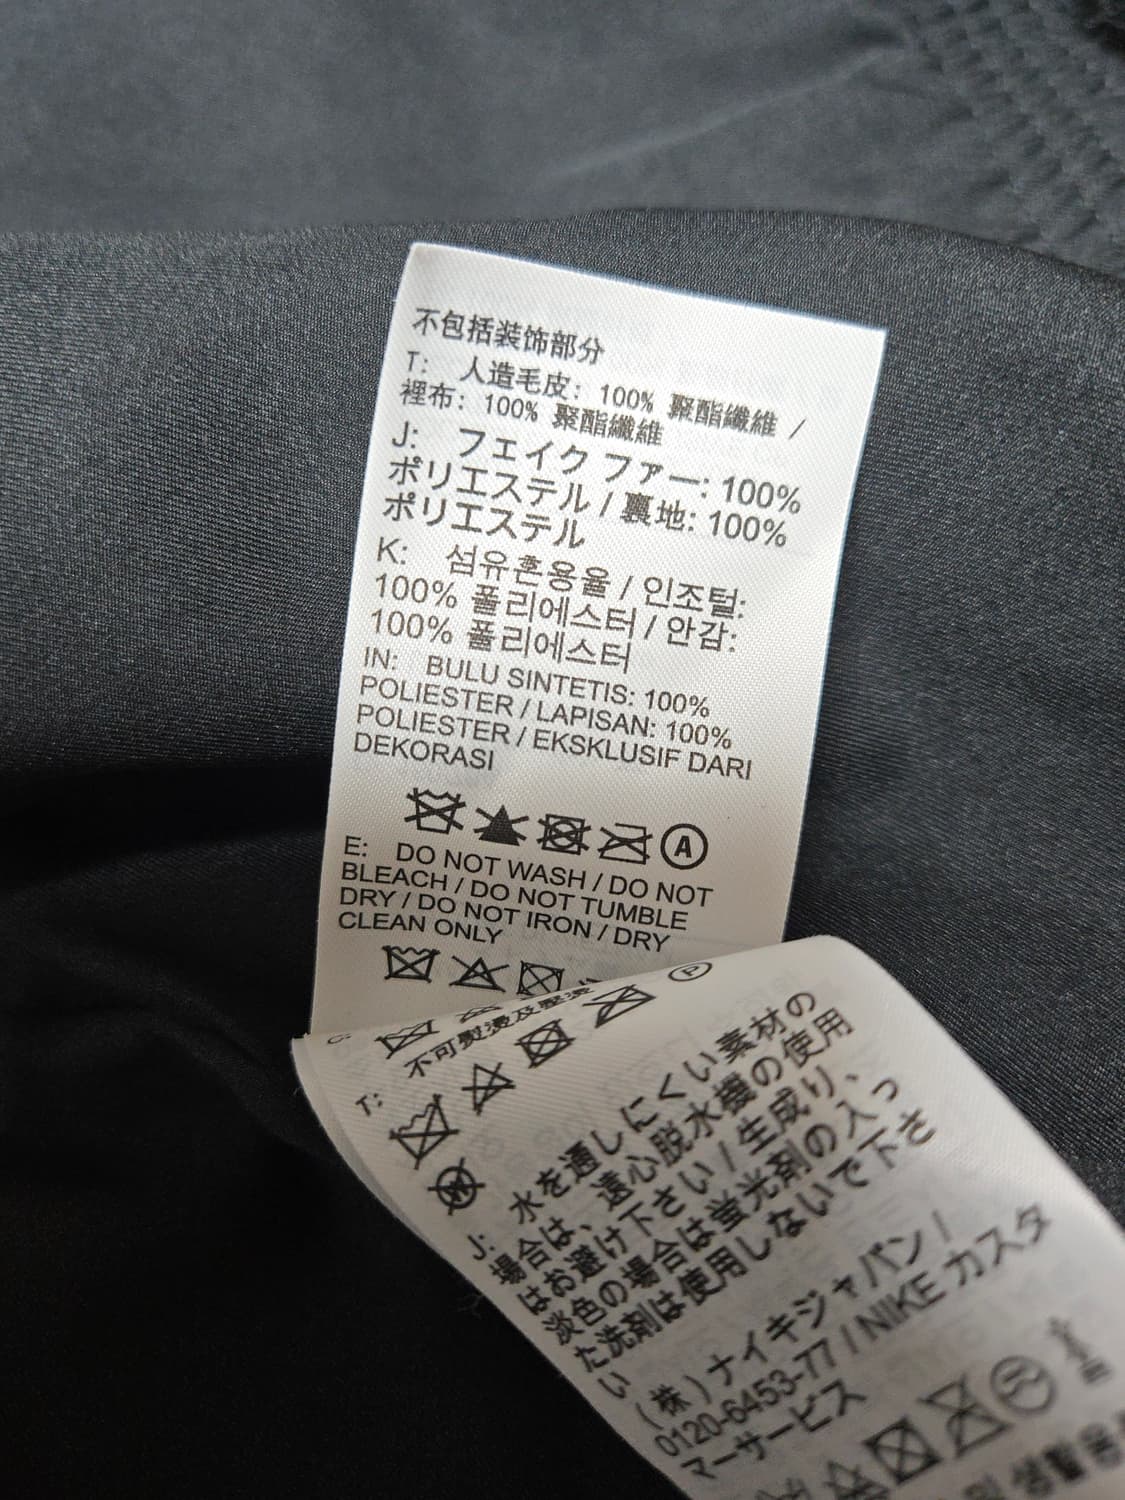 不包括装饰部分
T: 人造毛皮: 100% 聚酯纖維 /
裡布: 100% 聚酯纖維
J: フェイク ファー: 100%
ポリエステル / 裏地: 100%
ポリエステル
K: 섬유혼용율 / 인조털:
100% 폴리에스터 / 안감:
100% 폴리에스터
IN: BULU SINTETIS: 100%
POLIESTER / LAPISAN: 100%
POLIESTER / EKSKLUSIF DARI
DEKORASI
A
E: DO NOT WASH / DO NOT
BLEACH / DO NOT TUMBLE
DRY / DO NOT IRON / DRY
CLEAN ONLY
C:
P
不可熨燙及壓燙
T:
W
J: 水を通しにくい素材の
場合は、遠心脱水機の使用
はお避け下さい / 生成り、
淡色の場合は蛍光剤の入っ
た洗剤は使用しないで下さ
い
(株) ナイキジャパン /
0120-6453-77 / NIKE カスタ
マーサービス